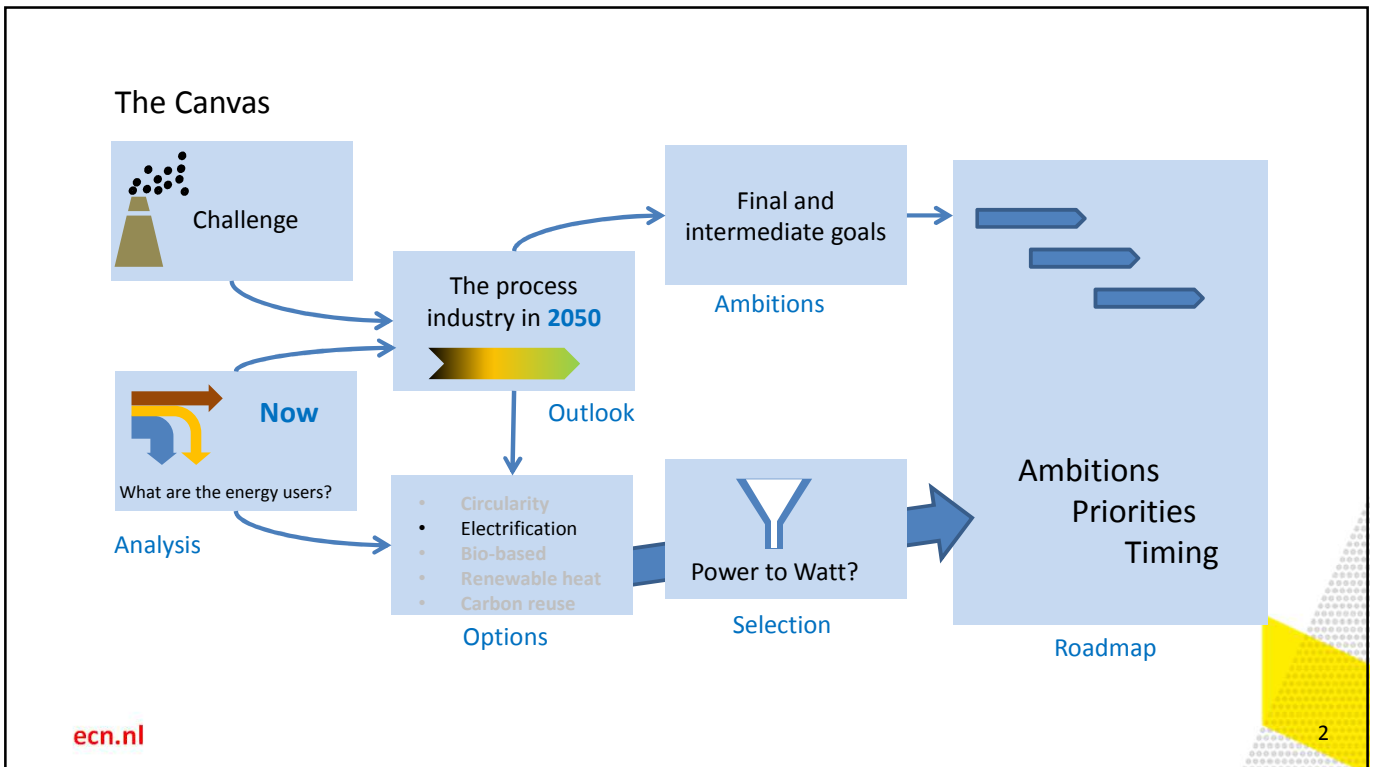 The Canvas
Challenge
Now
What are the energy users?
Analysis
The process
industry in 2050
Outlook
• Circularity
• Electrification
• Bio-based
• Renewable heat
• Carbon reuse
Options
Final and
intermediate goals
Ambitions
Power to Watt?
Selection
Ambitions
Priorities
Timing
Roadmap
ecn.nl
2